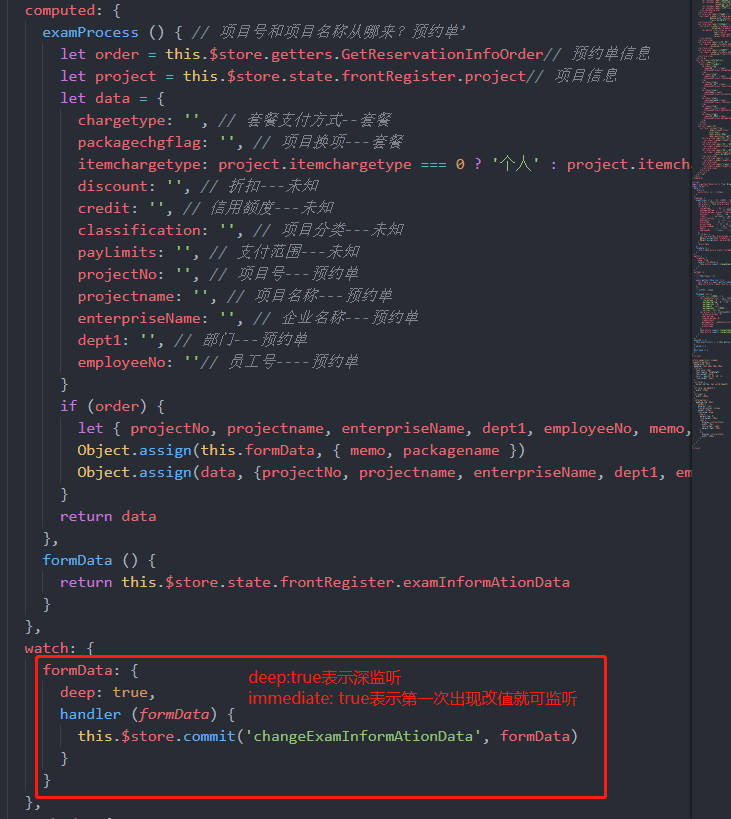 computed: {
examProcess () { // 项目号和项目名称从哪来？预约单’
let order = this.$store.getters.GetReservationInfoOrder// 预约单信息
let project = this.$store.state.frontRegister.project// 项目信息
let data = {
chargetype: '', // 套餐支付方式--套餐
packagechgflag: '', // 项目换项---套餐
itemchargetype: project.itemchargetype === 0 ? '个人' : project.itemcha
discount: '', // 折扣---未知
credit: '', // 信用额度---未知
classification: '', // 项目分类---未知
payLimits: '', // 支付范围---未知
projectNo: '', // 项目号---预约单
projectname: '', // 项目名称---预约单
enterpriseName: '', // 企业名称---预约单
dept1: '', // 部门---预约单
employeeNo: ''// 员工号----预约单
}
if (order) {
let { projectNo, projectname, enterpriseName, dept1, employeeNo, memo,
Object.assign(this.formData, { memo, packagename })
Object.assign(data, {projectNo, projectname, enterpriseName, dept1, em
}
return data
},
formData () {
return this.$store.state.frontRegister.examInformAtionData
}
},
watch: {
formData: {
deep:true表示深监听
deep: true,
immediate: true表示第一次出现改值就可监听
handler (formData) {
this.$store.commit('changeExamInformAtionData', formData)
}
}
},